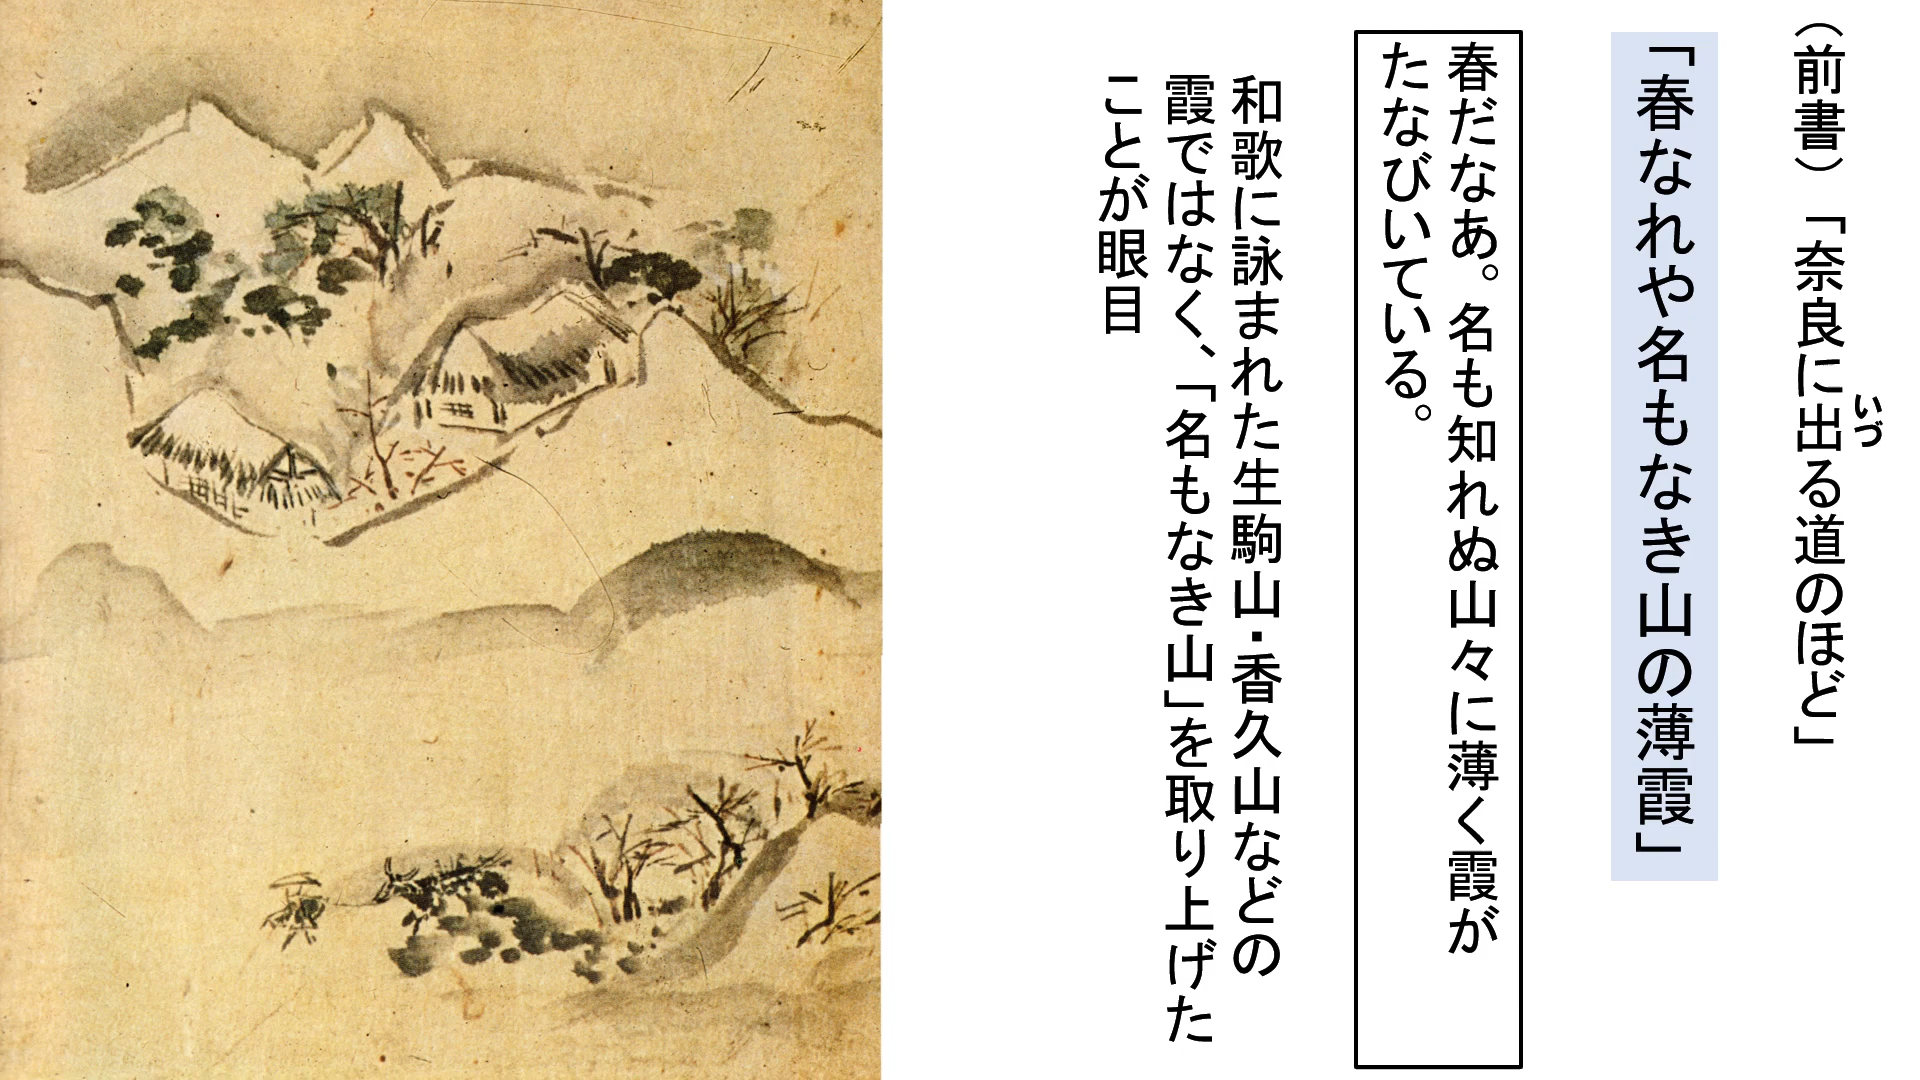 （前書）「奈良に出る道のほど」
いづ
「春なれや名もなき山の薄霞」
春だなあ。名も知れぬ山々に薄く霞が
たなびいている。
和歌に詠まれた生駒山・香久山などの
霞ではなく、「名もなき山」を取り上げた
ことが眼目